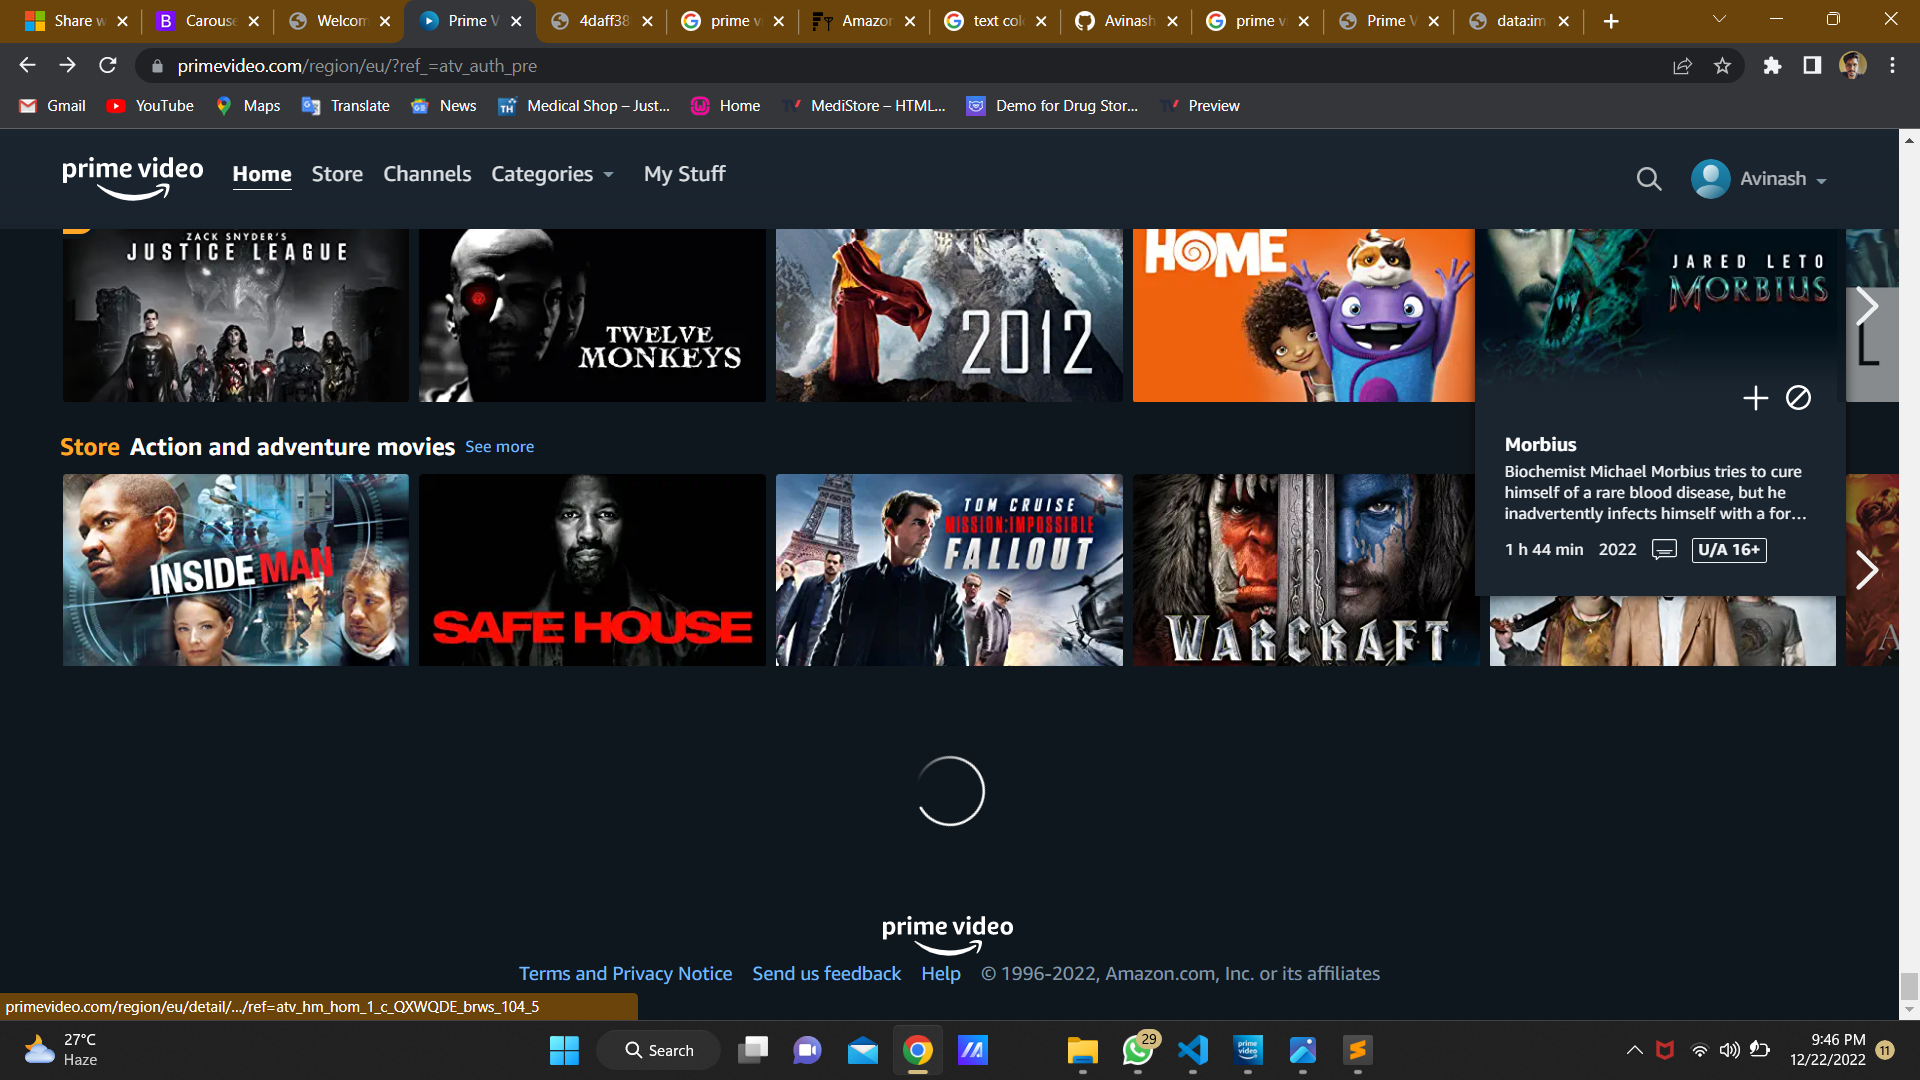 Share w
Carouse
Welcom
Prime V
4daff38
prime v
Amazon
text colo
Avinash
prime v
Prime V
data:im
primevideo.com/region/eu/?ref_=atv_auth_pre
Gmail
YouTube
Maps
Translate
News
Medical Shop – Just...
Home
MediStore – HTML...
Demo for Drug Stor...
Preview
prime video
Home
Store
Channels
Categories
My Stuff
Avinash
ZACK SNYDER'S
JUSTICE LEAGUE
TWELVE
MONKEYS
2012
HOME
JARED LETO
MORBIUS
L
Store Action and adventure movies See more
Morbius
Biochemist Michael Morbius tries to cure
himself of a rare blood disease, but he
inadvertently infects himself with a for...
1 h 44 min 2022 U/A 16+
INSIDE MAN
SAFE HOUSE
TOM CRUISE
MISSION:IMPOSSIBLE
FALLOUT
WARCRAFT
A
prime video
Terms and Privacy Notice Send us feedback Help © 1996-2022, Amazon.com, Inc. or its affiliates
primevideo.com/region/eu/detail/.../ref=atv_hm_hom_1_c_QXWQDE_brws_104_5
27°C
Haze
Search
29
prime video
9:46 PM
12/22/2022
11